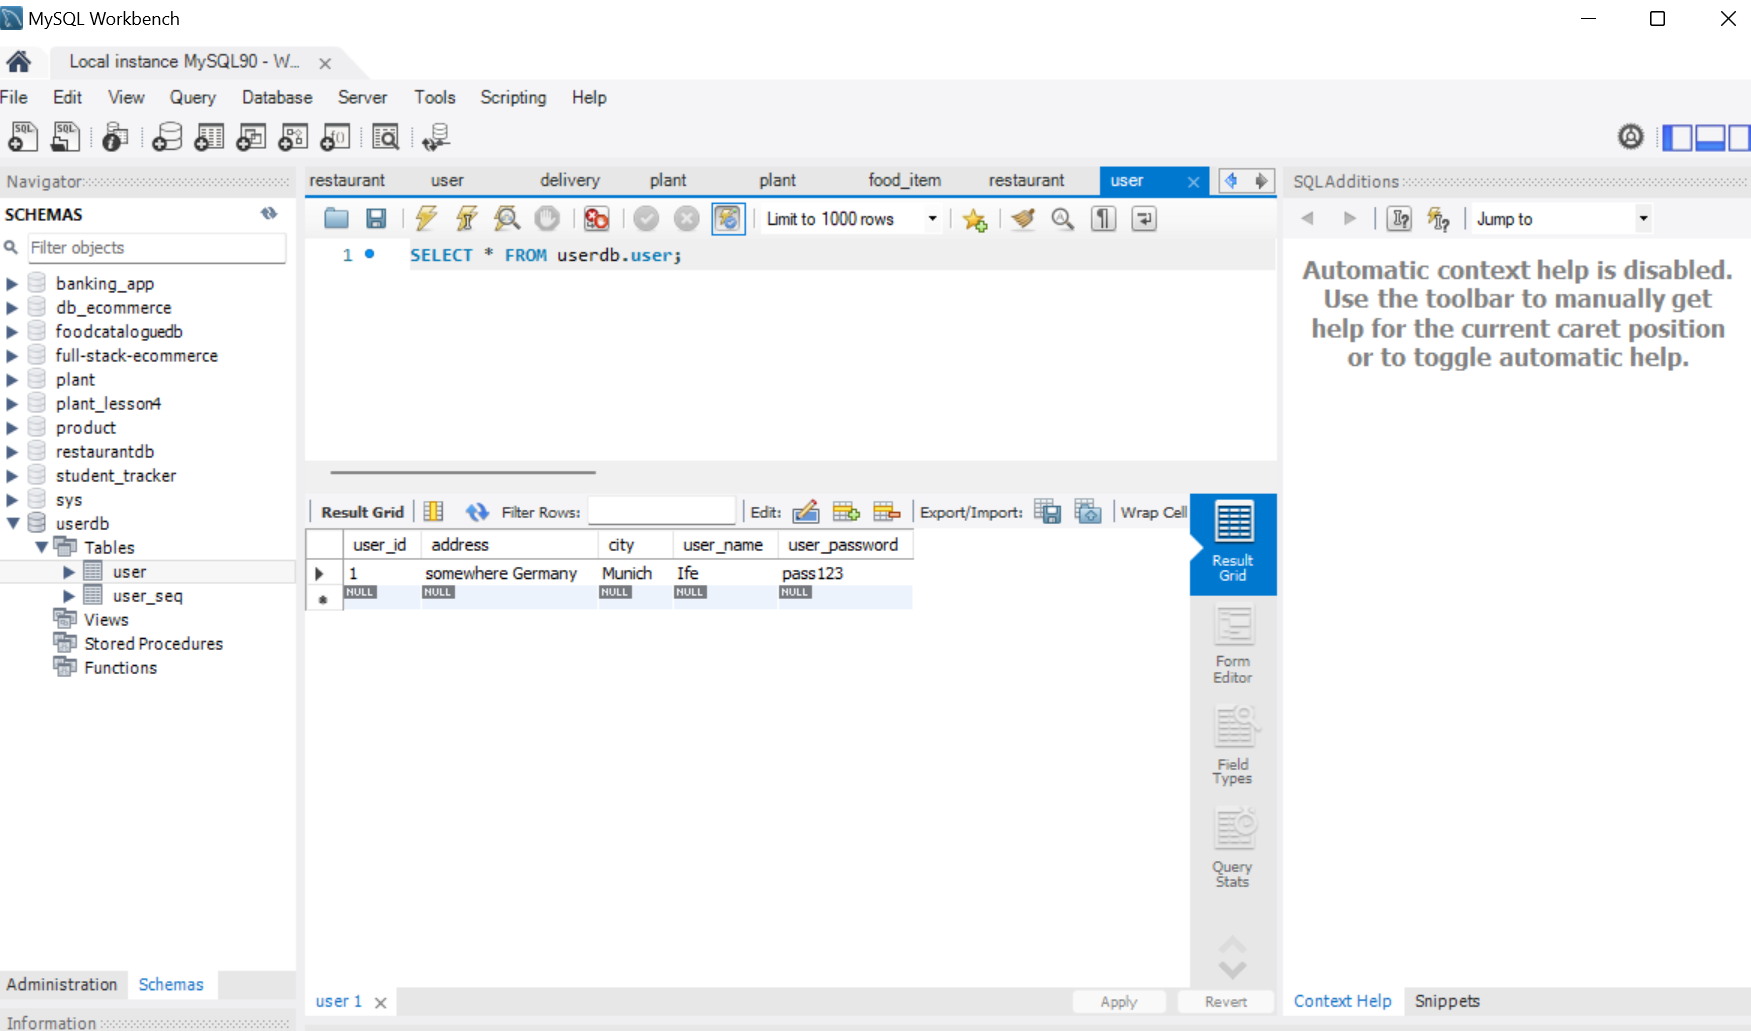 MySQL Workbench
Local instance MySQL90 - W...
File Edit View Query Database Server Tools Scripting Help
Navigator
SCHEMAS
Filter objects
banking_app
db_ecommerce
foodcataloguedb
full-stack-ecommerce
plant
plant_lesson4
product
restaurantdb
student_tracker
sys
userdb
Tables
user
user_seq
Views
Stored Procedures
Functions
Administration Schemas
Information
restaurant user delivery plant plant food_item restaurant user
Limit to 1000 rows
1 SELECT * FROM userdb.user;
Result Grid Filter Rows: Edit: Export/Import: Wrap Cell
user_id address city user_name user_password
1 somewhere Germany Munich Ife pass123
NULL NULL NULL NULL NULL
Result
Grid
Form
Editor
Field
Types
Query
Stats
user 1 Apply Revert
SQLAdditions
Jump to
Automatic context help is disabled.
Use the toolbar to manually get
help for the current caret position
or to toggle automatic help.
Context Help Snippets